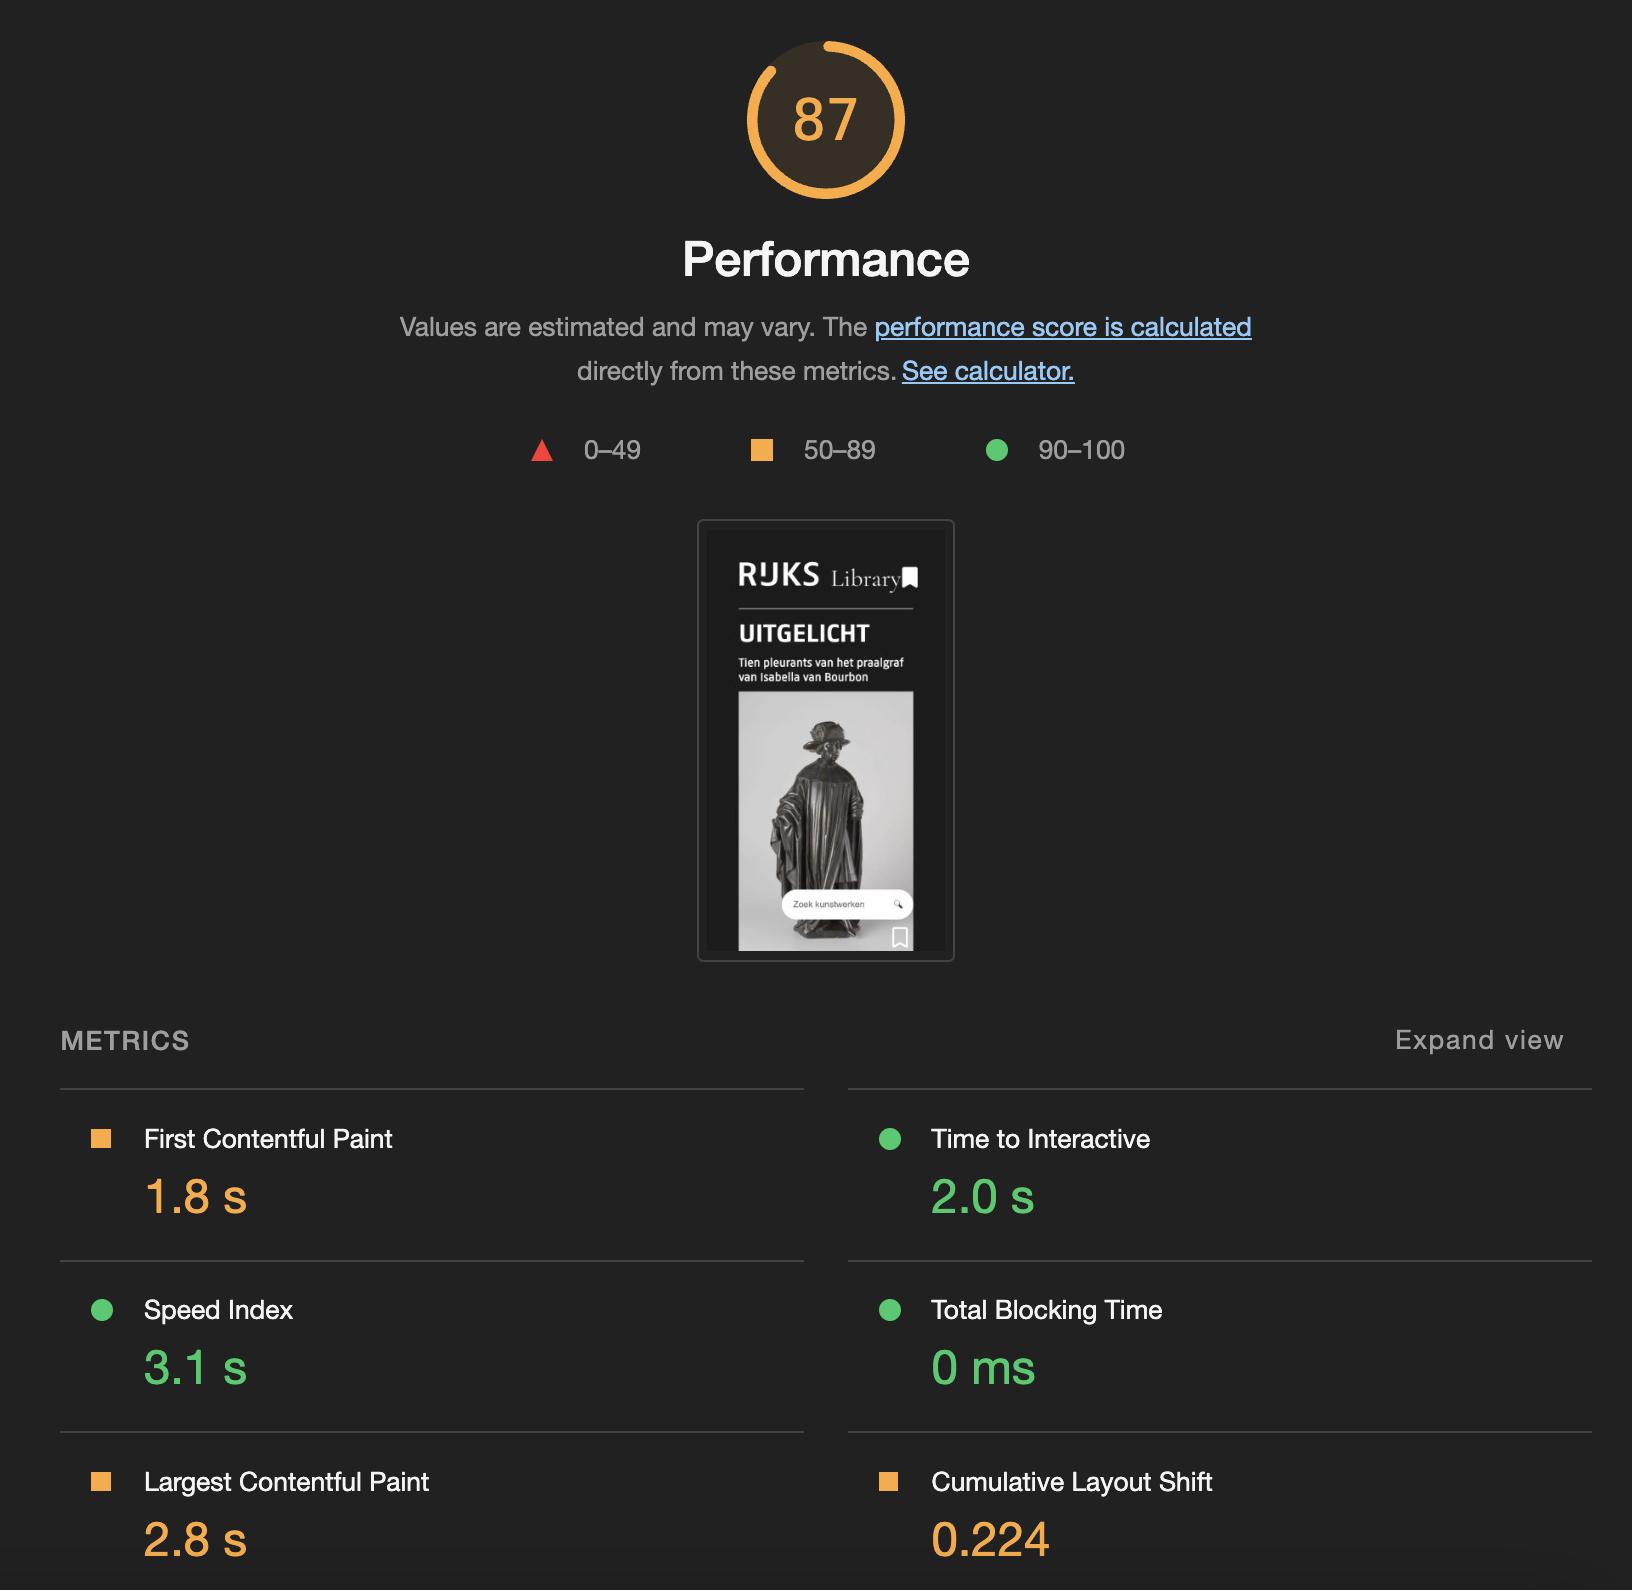 87
Performance
Values are estimated and may vary. The performance score is calculated
directly from these metrics. See calculator.
0–49
50–89
90–100
RIJKS Library
UITGELICHT
Tien pleurants van het praalgraf
van Isabella van Bourbon
Zoek kunstwerken
METRICS
Expand view
First Contentful Paint
1.8 s
Time to Interactive
2.0 s
Speed Index
3.1 s
Total Blocking Time
0 ms
Largest Contentful Paint
2.8 s
Cumulative Layout Shift
0.224